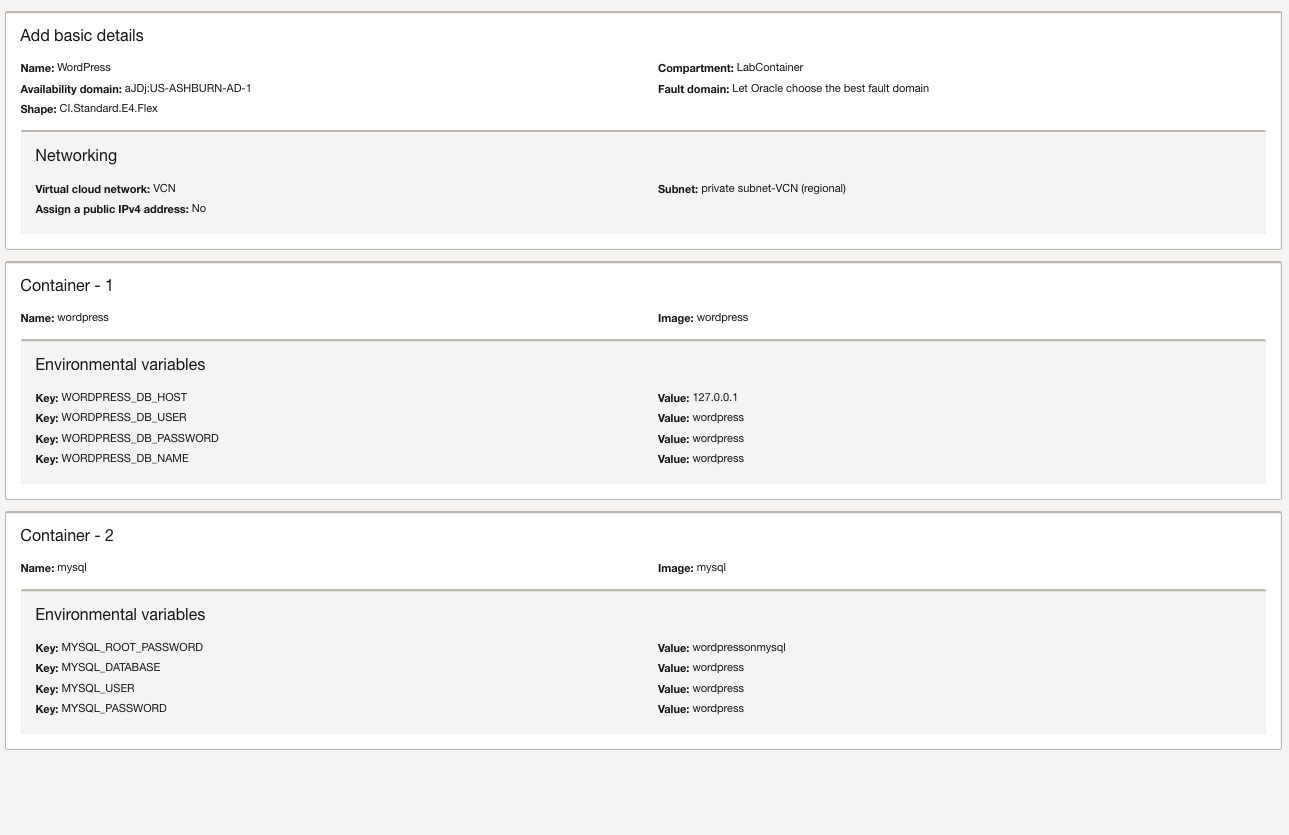 Add basic details
Name: WordPress
Compartment: LabContainer
Availability domain: aJDj:US-ASHBURN-AD-1
Fault domain: Let Oracle choose the best fault domain
Shape: CI.Standard.E4.Flex
Networking
Virtual cloud network: VCN
Subnet: private subnet-VCN (regional)
Assign a public IPv4 address: No
Container - 1
Name: wordpress
Image: wordpress
Environmental variables
Key: WORDPRESS_DB_HOST
Value: 127.0.0.1
Key: WORDPRESS_DB_USER
Value: wordpress
Key: WORDPRESS_DB_PASSWORD
Value: wordpress
Key: WORDPRESS_DB_NAME
Value: wordpress
Container - 2
Name: mysql
Image: mysql
Environmental variables
Key: MYSQL_ROOT_PASSWORD
Value: wordpressonmysql
Key: MYSQL_DATABASE
Value: wordpress
Key: MYSQL_USER
Value: wordpress
Key: MYSQL_PASSWORD
Value: wordpress